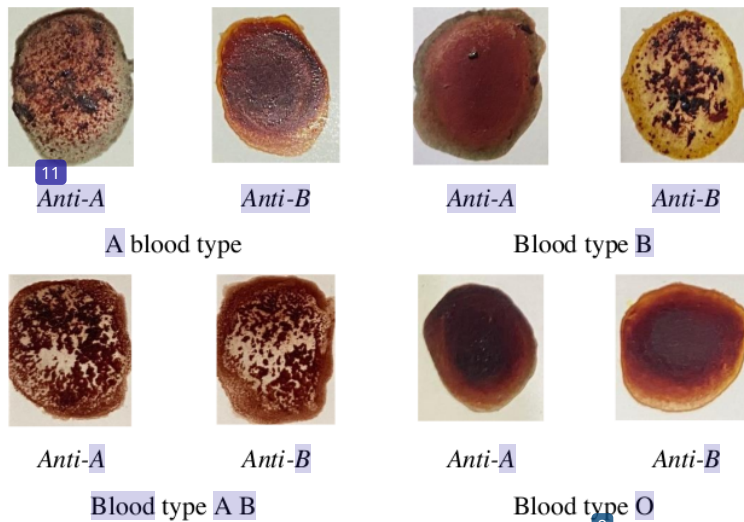 11
Anti-A Anti-B Anti-A Anti-B
A blood type Blood type B
Anti-A Anti-B Anti-A Anti-B
Blood type A B Blood type O